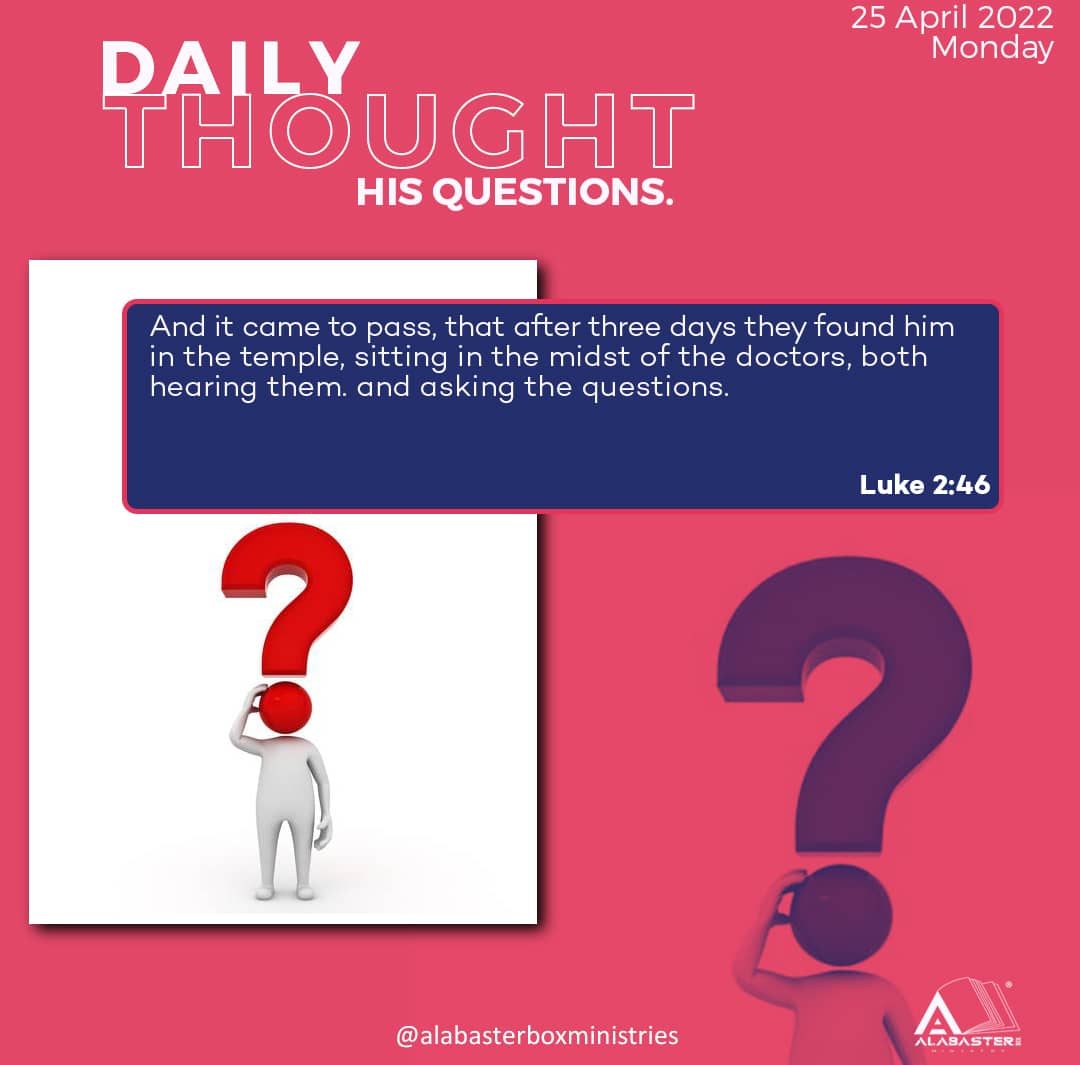 25 April 2022
Monday
DAILY
THOUGHT
HIS QUESTIONS.
And it came to pass, that after three days they found him
in the temple, sitting in the midst of the doctors, both
hearing them. and asking the questions.
Luke 2:46
@alabasterboxministries
ALABASTER BOX
MINISTRY